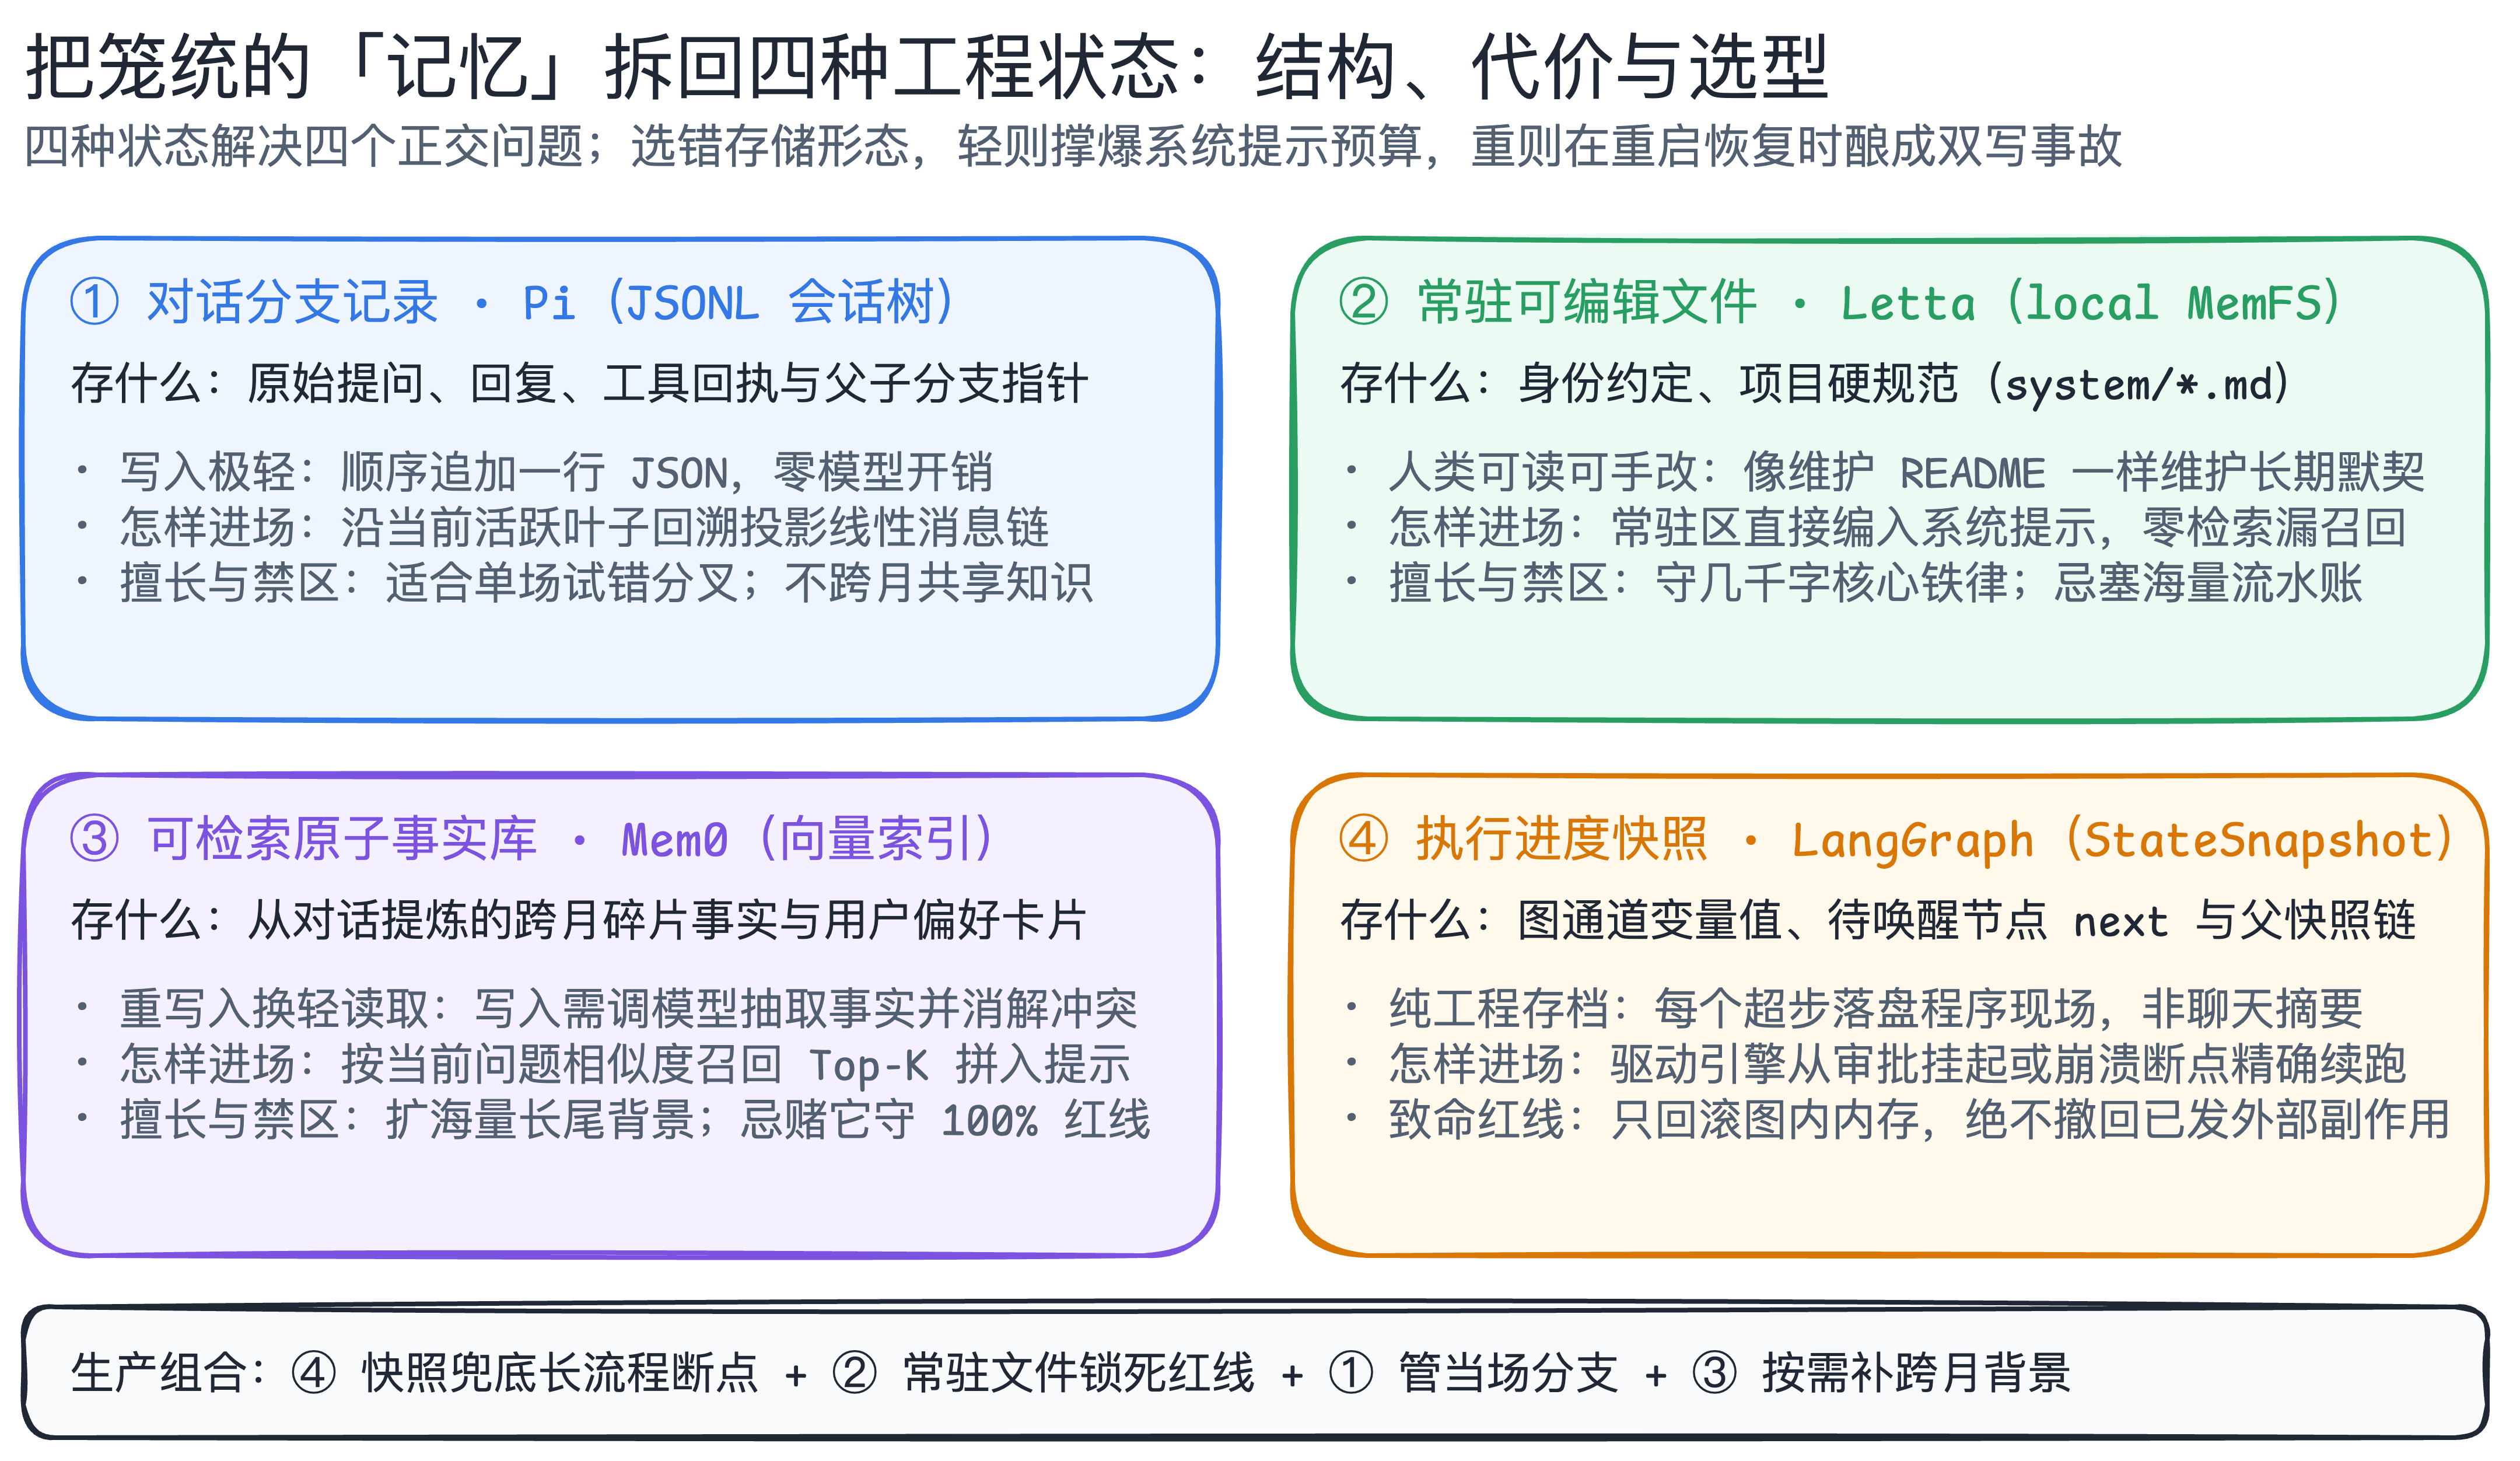 把笼统的「记忆」拆回四种工程状态：结构、代价与选型
四种状态解决四个正交问题；选错存储形态，轻则撑爆系统提示预算，重则在重启恢复时酿成双写事故
① 对话分支记录 · Pi（JSONL 会话树）
存什么：原始提问、回复、工具回执与父子分支指针
· 写入极轻：顺序追加一行 JSON，零模型开销
· 怎样进场：沿当前活跃叶子回溯投影线性消息链
· 擅长与禁区：适合单场试错分叉；不跨月共享知识
② 常驻可编辑文件 · Letta（local MemFS）
存什么：身份约定、项目硬规范（system/*.md）
· 人类可读可手改：像维护 README 一样维护长期默契
· 怎样进场：常驻区直接编入系统提示，零检索漏召回
· 擅长与禁区：守几千字核心铁律；忌塞海量流水账
③ 可检索原子事实库 · Mem0（向量索引）
存什么：从对话提炼的跨月碎片事实与用户偏好卡片
· 重写入换轻读取：写入需调模型抽取事实并消解冲突
· 怎样进场：按当前问题相似度召回 Top-K 拼入提示
· 擅长与禁区：扩海量长尾背景；忌赌它守 100% 红线
④ 执行进度快照 · LangGraph（StateSnapshot）
存什么：图通道变量值、待唤醒节点 next 与父快照链
· 纯工程存档：每个超步落盘程序现场，非聊天摘要
· 怎样进场：驱动引擎从审批挂起或崩溃断点精确续跑
· 致命红线：只回滚图内内存，绝不撤回已发外部副作用
生产组合：④ 快照兜底长流程断点 + ② 常驻文件锁死红线 + ① 管当场分支 + ③ 按需补跨月背景